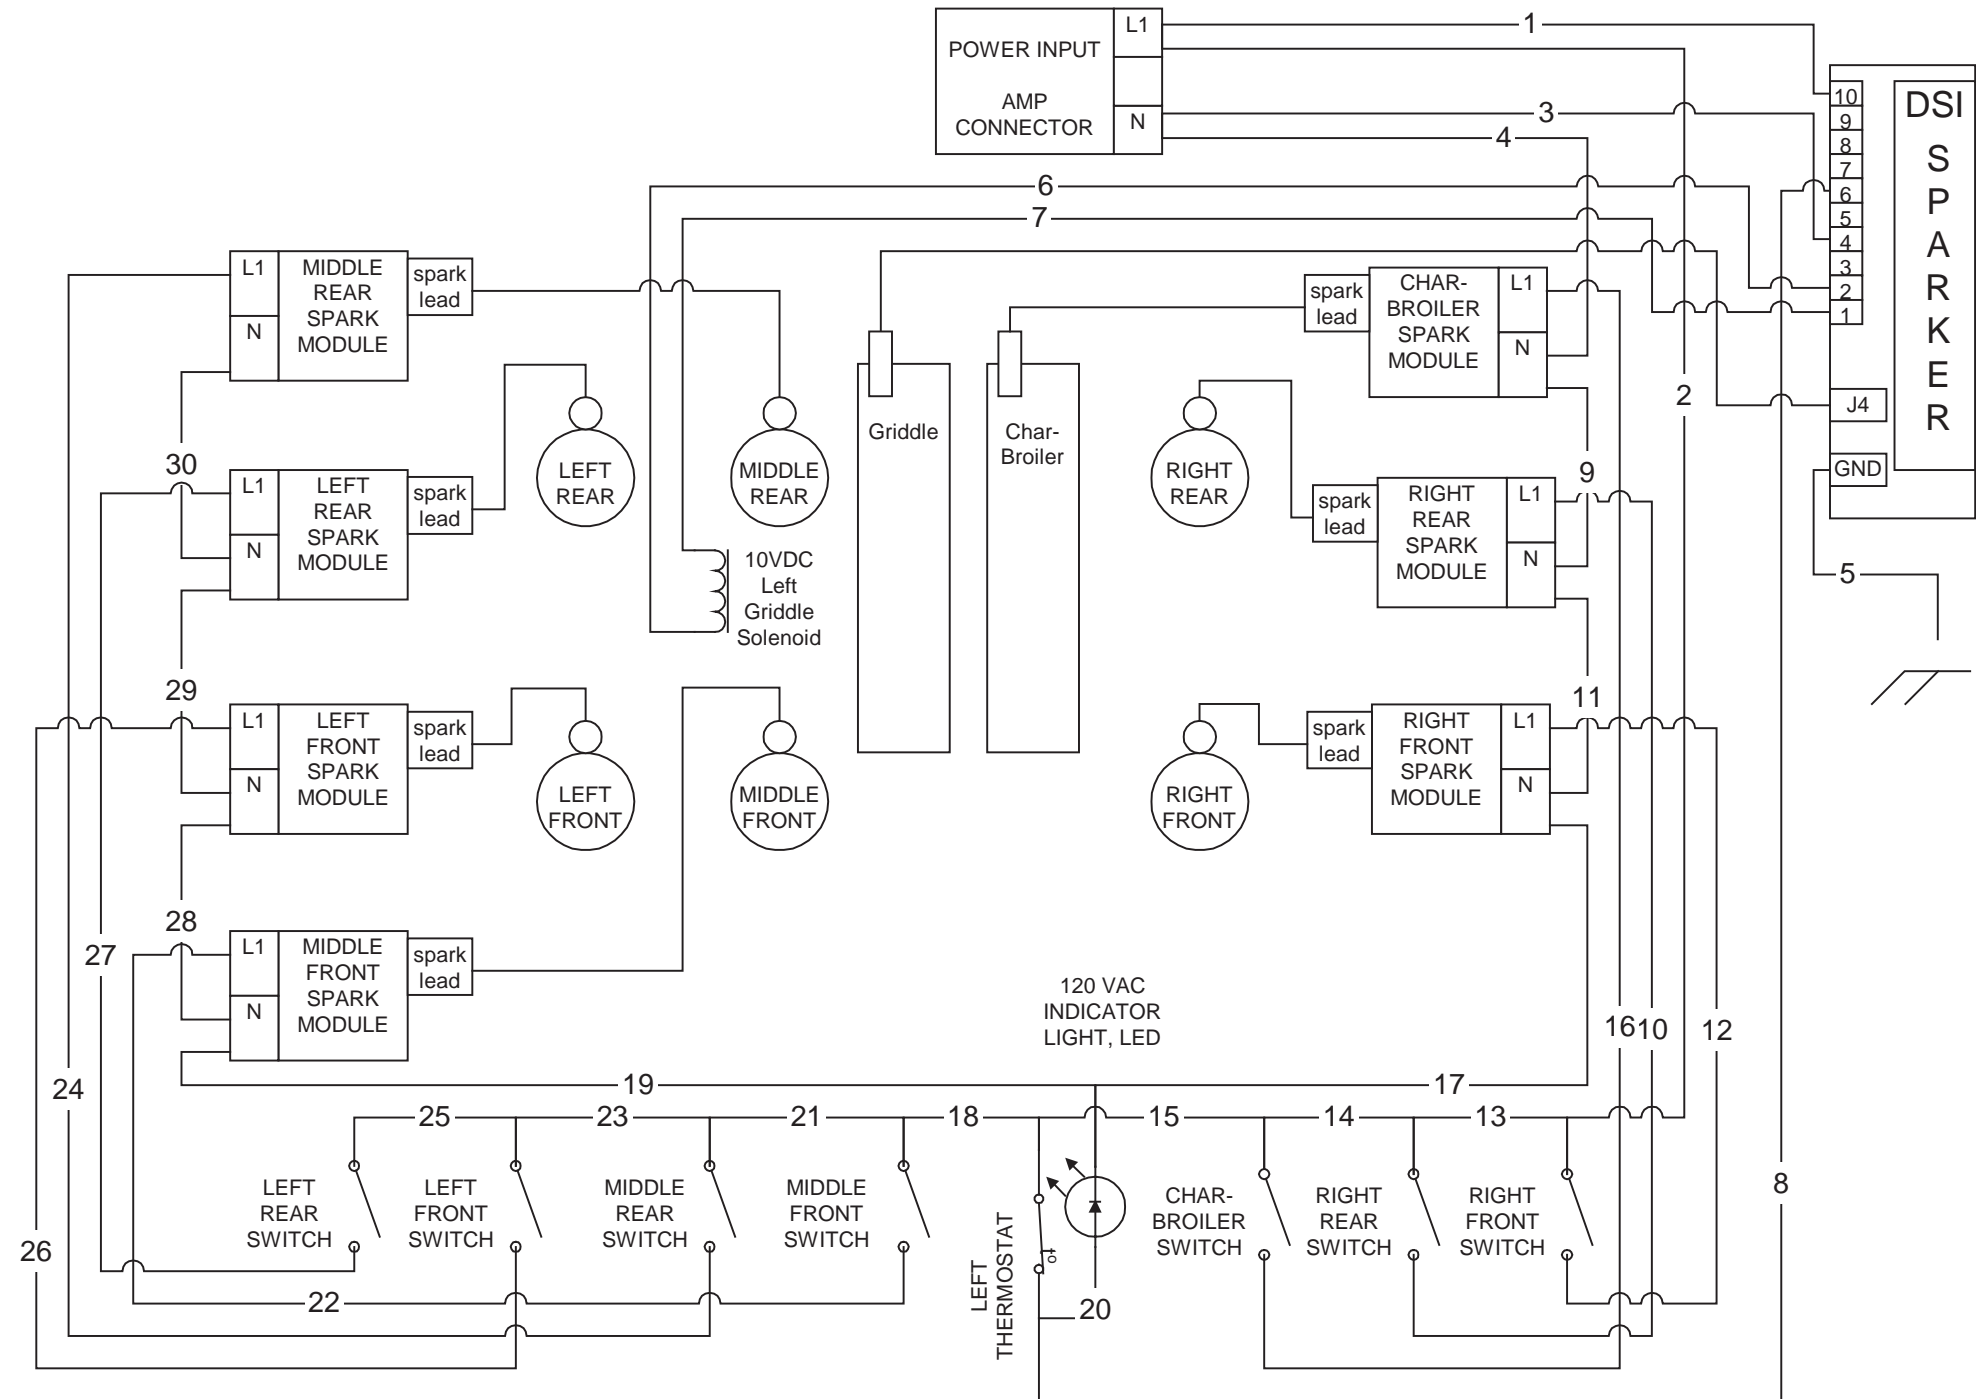 POWER INPUT
AMP
CONNECTOR
L1
N
1
2
3
4
6
7
10
9
8
7
6
5
4
3
2
1
J4
GND
DSI
S
P
A
R
K
E
R
5
L1
N
MIDDLE
REAR
SPARK
MODULE
spark
lead
30
L1
N
LEFT
REAR
SPARK
MODULE
spark
lead
29
L1
N
LEFT
FRONT
SPARK
MODULE
spark
lead
28
L1
N
MIDDLE
FRONT
SPARK
MODULE
spark
lead
LEFT
REAR
MIDDLE
REAR
10VDC
Left
Griddle
Solenoid
LEFT
FRONT
MIDDLE
FRONT
Griddle
Char-
Broiler
RIGHT
REAR
RIGHT
FRONT
spark
lead
CHAR-
BROILER
SPARK
MODULE
L1
N
9
spark
lead
RIGHT
REAR
SPARK
MODULE
L1
N
11
spark
lead
RIGHT
FRONT
SPARK
MODULE
L1
N
120 VAC
INDICATOR
LIGHT, LED
16
10
12
27
24
26
19
17
25
23
21
18
15
14
13
8
LEFT
REAR
SWITCH
LEFT
FRONT
SWITCH
MIDDLE
REAR
SWITCH
MIDDLE
FRONT
SWITCH
LEFT
THERMOSTAT
to
CHAR-
BROILER
SWITCH
RIGHT
REAR
SWITCH
RIGHT
FRONT
SWITCH
22
20